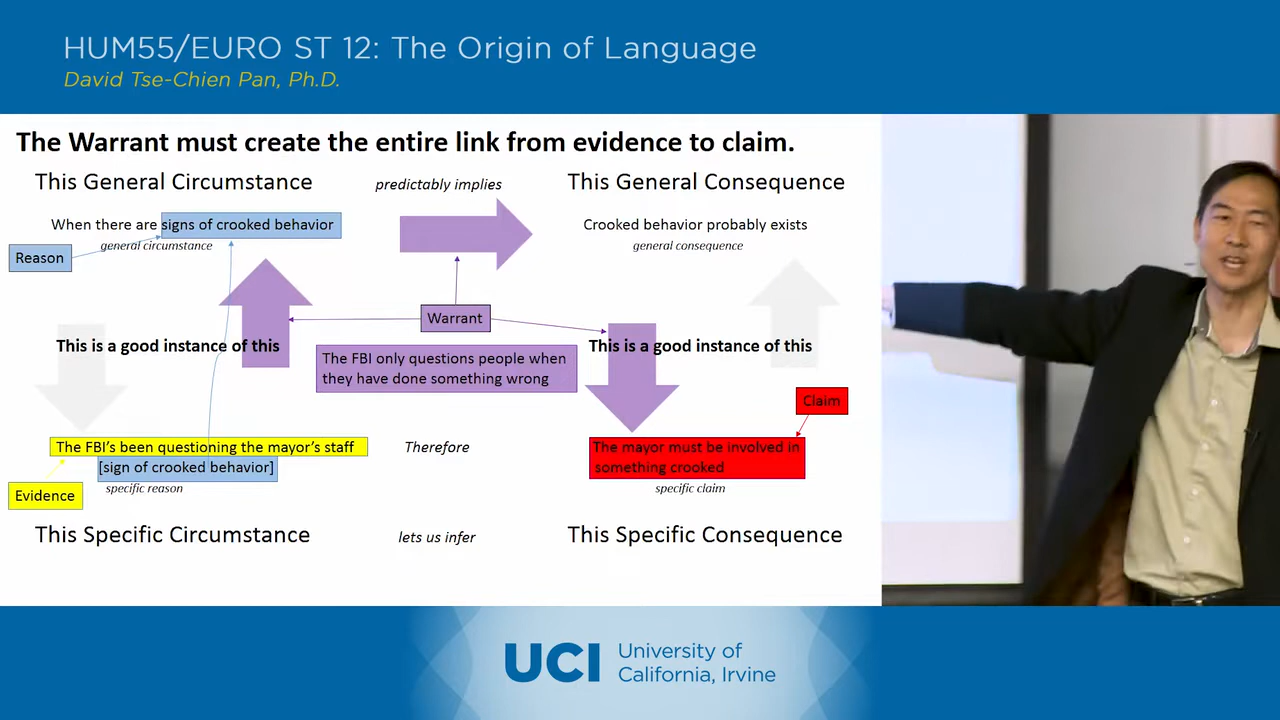 HUM55/EURO ST 12: The Origin of Language
David Tse-Chien Pan, Ph.D.
The Warrant must create the entire link from evidence to claim.
This General Circumstance
predictably implies
This General Consequence
When there are signs of crooked behavior
general circumstance
Reason
Crooked behavior probably exists
general consequence
Warrant
This is a good instance of this
The FBI only questions people when
they have done something wrong
This is a good instance of this
Claim
The FBI's been questioning the mayor's staff
[sign of crooked behavior]
specific reason
Evidence
Therefore
The mayor must be involved in
something crooked
specific claim
This Specific Circumstance
lets us infer
This Specific Consequence
UCI
University of
California, Irvine